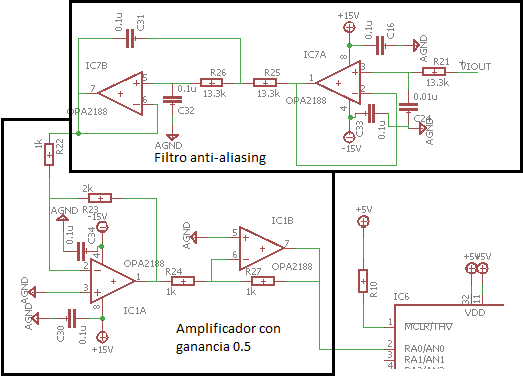 +15V
0.1u
C31
0.1u
C16
AGND
IC7B
IC7A
R26
R25
R21
VIOUT
7
5
6
8
1
3
2
4
13.3k
13.3k
13.3k
OPA2188
0.1u
C32
OPA2188
0.01u
C33
0.1u
C24
AGND
AGND
-15V
Filtro anti-aliasing
1k
R22
2k
R23
AGND
-15V
0.1u
C34
4
2
3
1
8
OPA2188
IC1A
AGND
AGND
C30
0.1u
+15V
R24
1k
AGND
IC1B
5
6
7
OPA2188
R27
1k
Amplificador con
ganancia 0.5
+5V
R10
+5V
+5V
IC6
32
11
VDD
1
MCLR/THV
2
RA0/AN0
3
RA1/AN1
4
RA2/AN2